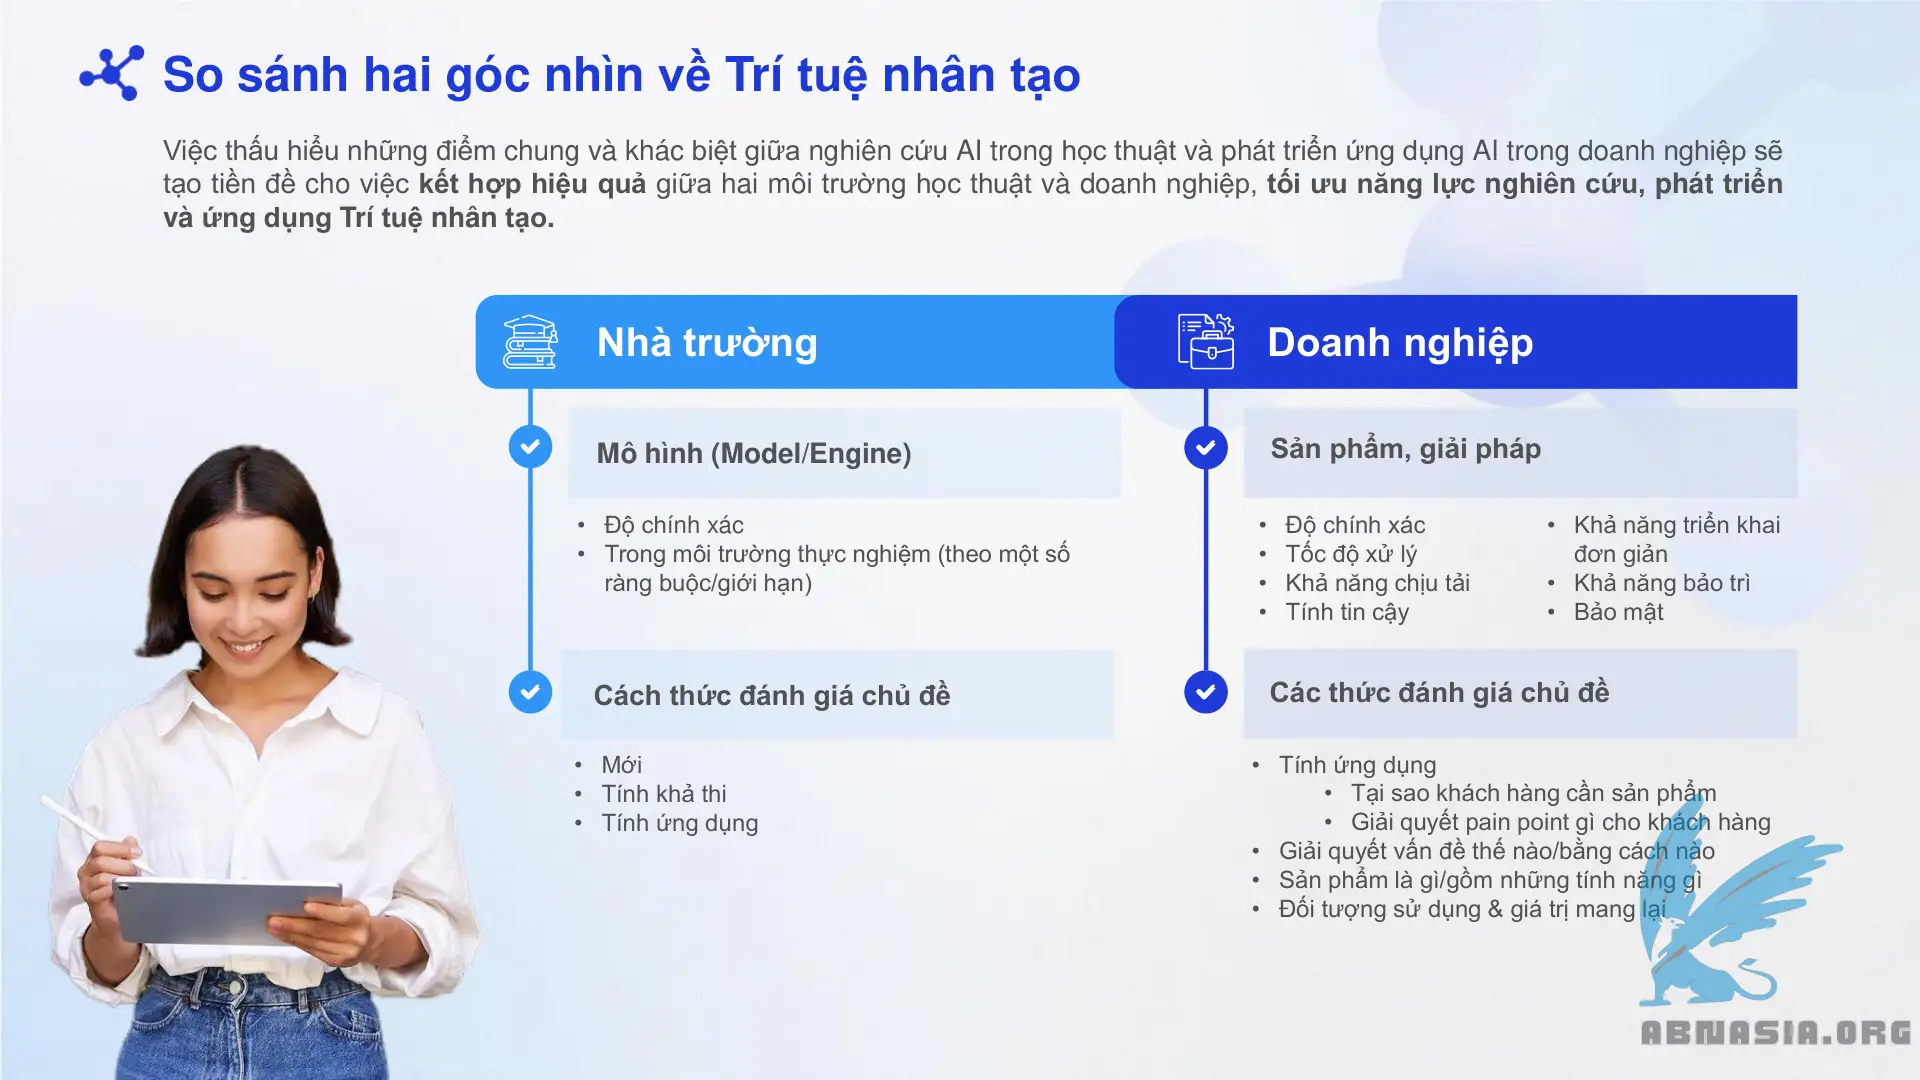 So sánh hai góc nhìn về Trí tuệ nhân tạo
Việc thấu hiểu những điểm chung và khác biệt giữa nghiên cứu AI trong học thuật và phát triển ứng dụng AI trong doanh nghiệp sẽ
tạo tiền đề cho việc kết hợp hiệu quả giữa hai môi trường học thuật và doanh nghiệp, tối ưu năng lực nghiên cứu, phát triển
và ứng dụng Trí tuệ nhân tạo.
Nhà trường
Mô hình (Model/Engine)
• Độ chính xác
• Trong môi trường thực nghiệm (theo một số
ràng buộc/giới hạn)
Cách thức đánh giá chủ đề
• Mới
• Tính khả thi
• Tính ứng dụng
Doanh nghiệp
Sản phẩm, giải pháp
• Độ chính xác
• Tốc độ xử lý
• Khả năng chịu tải
• Tính tin cậy
• Khả năng triển khai
đơn giản
• Khả năng bảo trì
• Bảo mật
Các thức đánh giá chủ đề
• Tính ứng dụng
• Tại sao khách hàng cần sản phẩm
• Giải quyết pain point gì cho khách hàng
• Giải quyết vấn đề thế nào/bằng cách nào
• Sản phẩm là gì/gồm những tính năng gì
• Đối tượng sử dụng & giá trị mang lại
ABNASIA.ORG